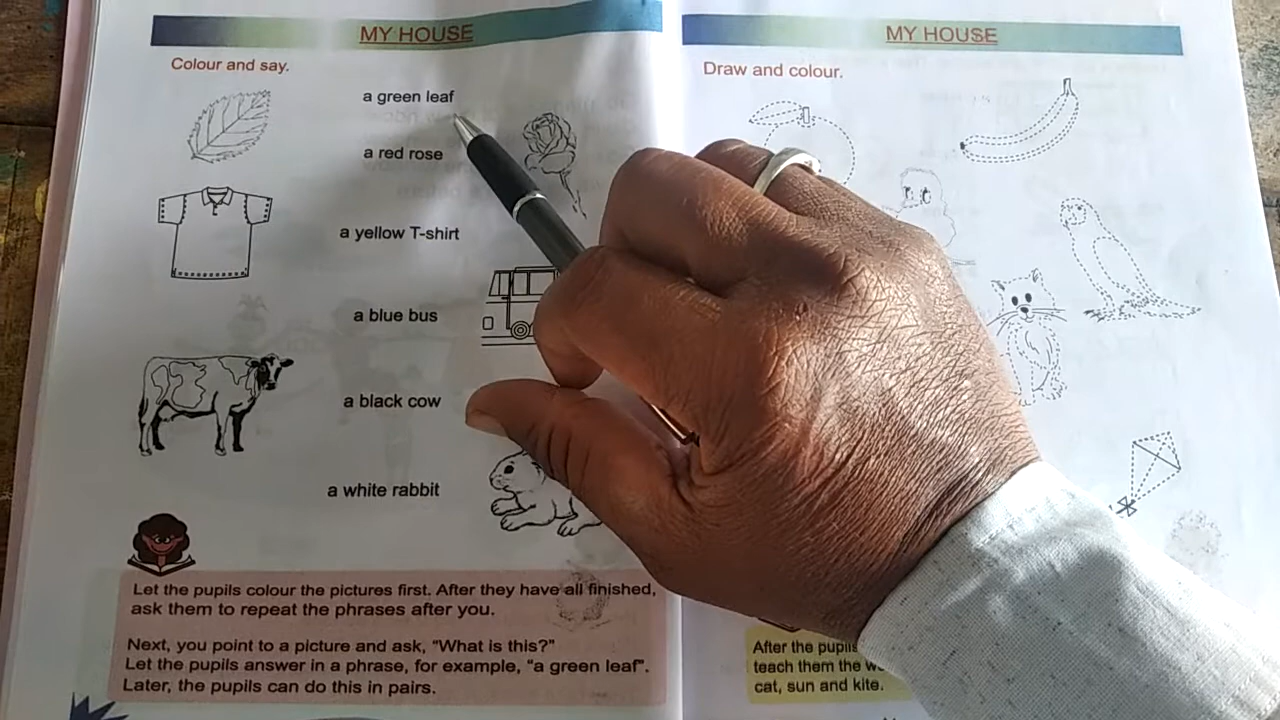 MY HOUSE
Colour and say.
a green leaf
a red rose
a yellow T-shirt
a blue bus
a black cow
a white rabbit
Let the pupils colour the pictures first. After they have all finished,
ask them to repeat the phrases after you.
Next, you point to a picture and ask, “What is this?”
Let the pupils answer in a phrase, for example, “a green leaf”.
Later, the pupils can do this in pairs.
MY HOUSE
Draw and colour.
After the pupils
teach them the
cat, sun and kite.